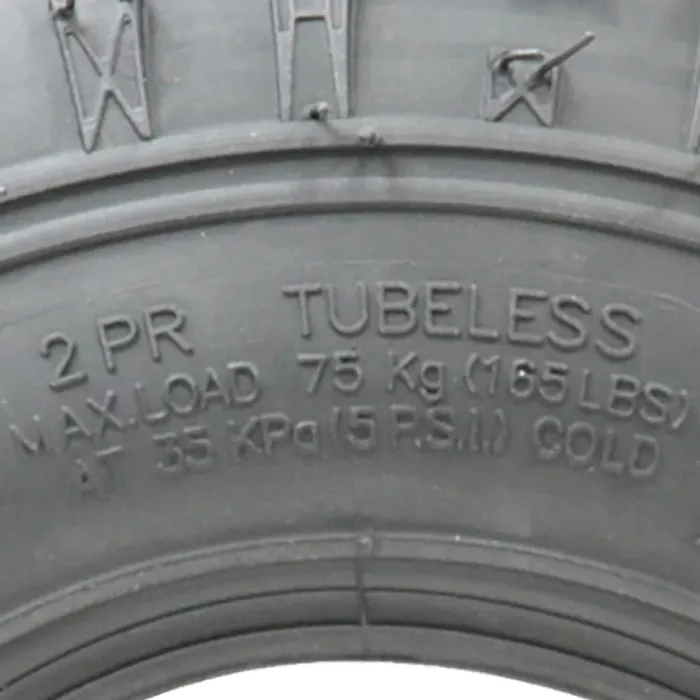 2 PR TUBELESS
MAX.LOAD 75 Kg (165 LBS)
AT 35 KPa (5 P.S.I.) COLD